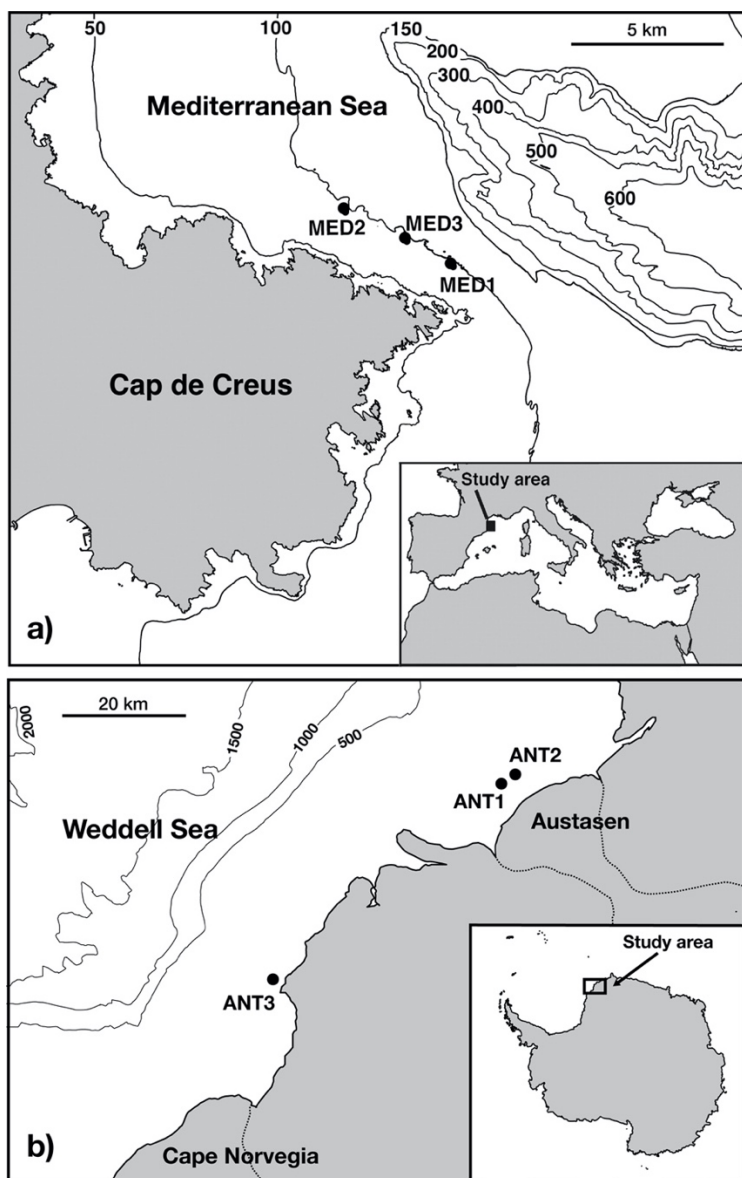 50
100
150
5 km
200
300
400
500
600
Mediterranean Sea
MED2
MED3
MED1
Cap de Creus
Study area
a)
20 km
2000
1500
1000
500
ANT2
ANT1
Weddell Sea
Austasen
Study area
ANT3
Cape Norvegia
b)